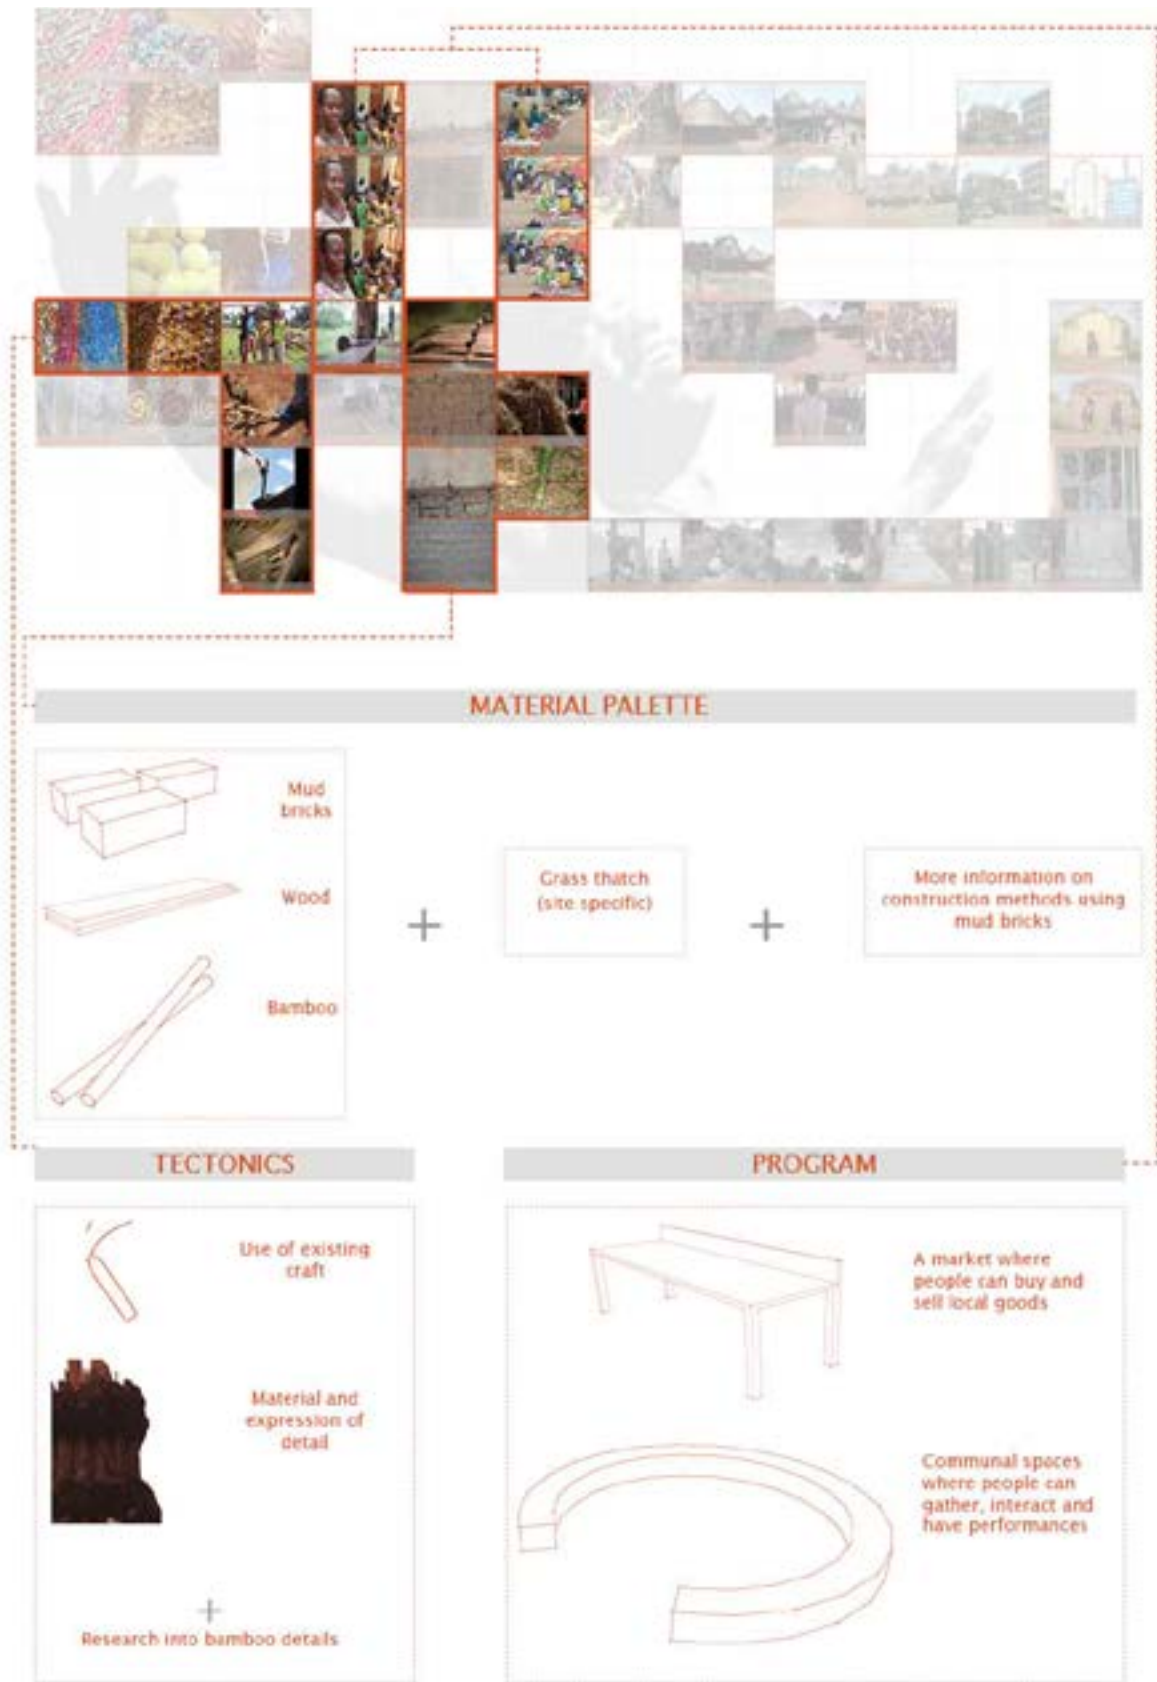 MATERIAL PALETTE
Mud
bricks
Wood
Bamboo
+
Grass thatch
(site specific)
+
More information on
construction methods using
mud bricks
TECTONICS
Use of existing
craft
Material and
expression of
detail
+
Research into bamboo details
PROGRAM
A market where
people can buy and
sell local goods
Communal spaces
where people can
gather, interact and
have performances